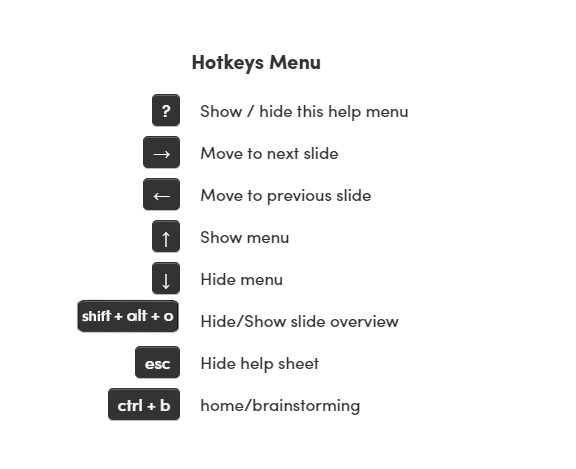 Hotkeys Menu
? Show / hide this help menu
→ Move to next slide
← Move to previous slide
↑ Show menu
↓ Hide menu
shift + alt + o Hide/Show slide overview
esc Hide help sheet
ctrl + b home/brainstorming